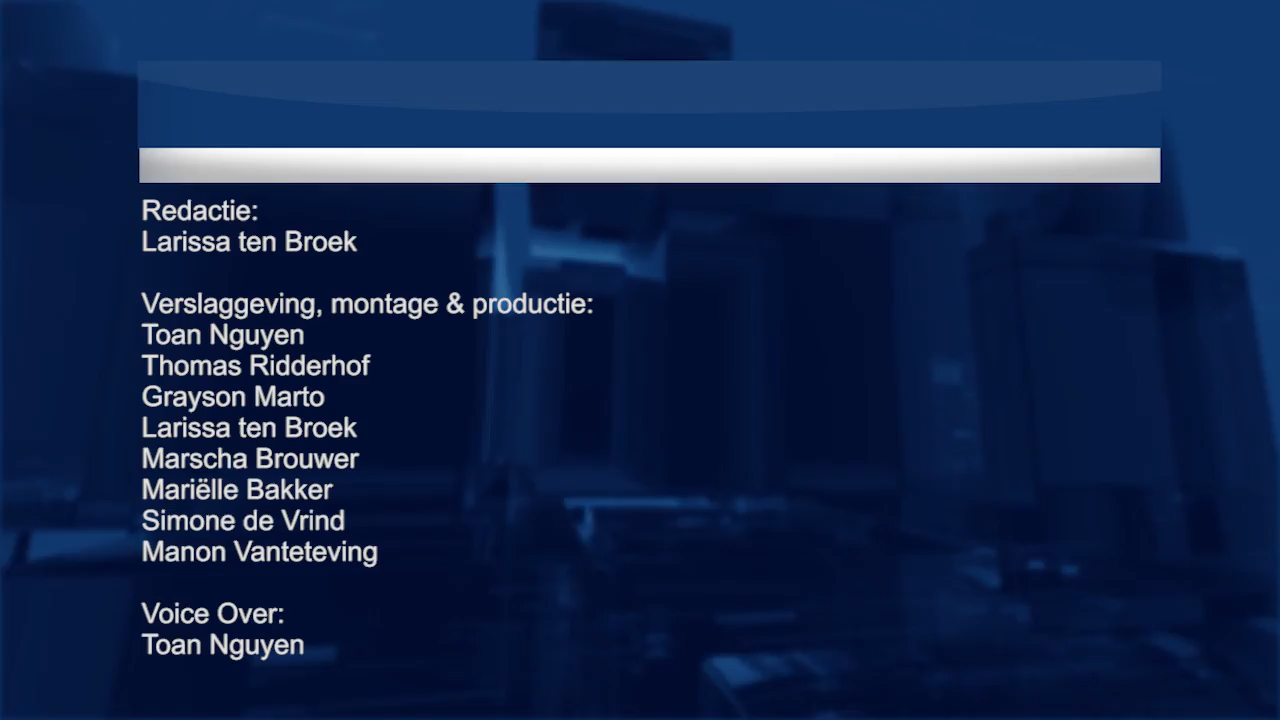 Redactie:
Larissa ten Broek
Verslaggeving, montage & productie:
Toan Nguyen
Thomas Ridderhof
Grayson Marto
Larissa ten Broek
Marscha Brouwer
Mariëlle Bakker
Simone de Vrind
Manon Vanteteving
Voice Over:
Toan Nguyen